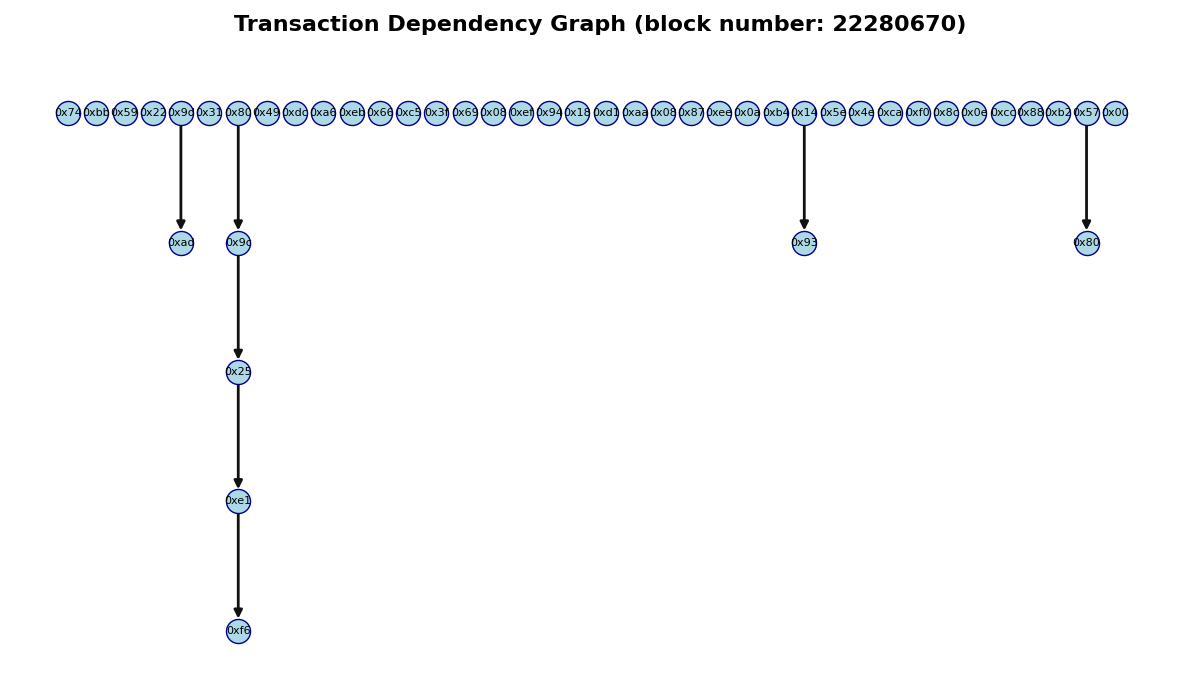 Transaction Dependency Graph (block number: 22280670)
0x74 0xbb 0x59 0x22 0x9d 0x31 0x80 0x49 0xdc 0xa6 0xeb 0x66 0xc5 0x3f 0x69 0x08 0xef 0x94 0x18 0xd1 0xaa 0x08 0x87 0xee 0x0a 0xb4 0x14 0x5e 0x4e 0xca 0xf0 0x8c 0x0e 0xcc 0x88 0xb2 0x57 0x00
0xad 0x9c 0x93 0x80
0x25
0xe1
0xf6